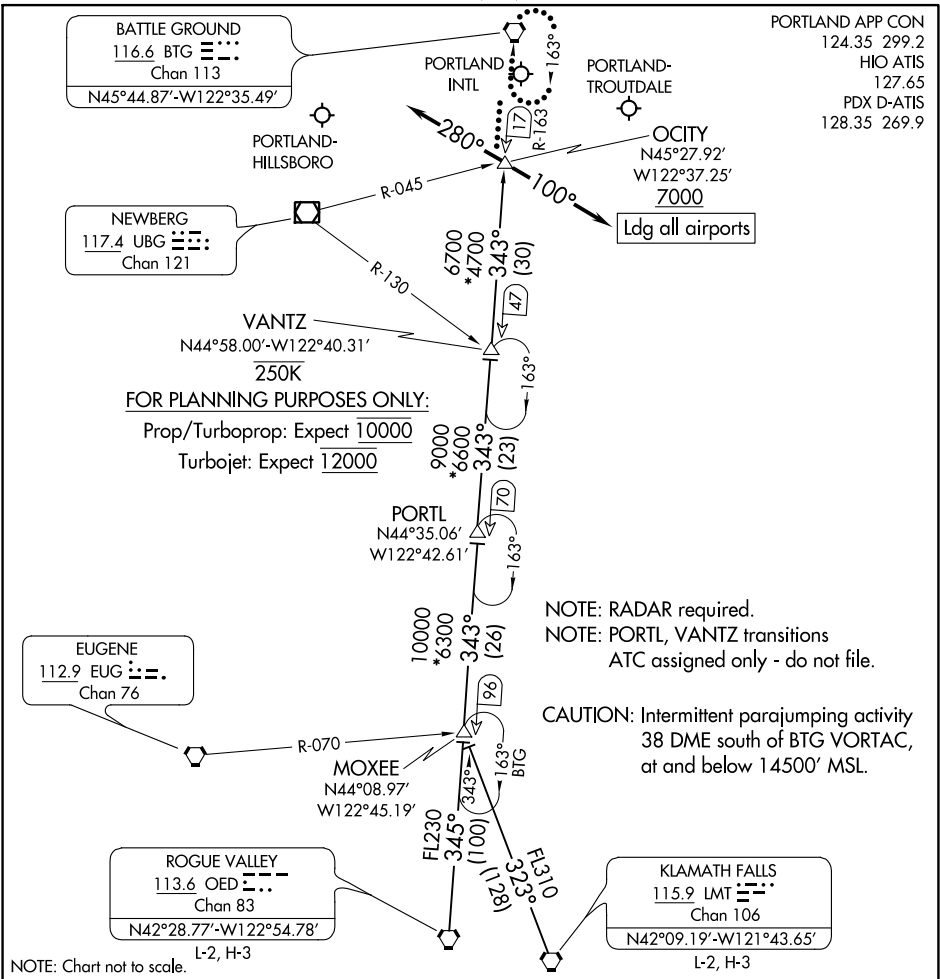 BATTLE GROUND
116.6 BTG
Chan 113
N45°44.87'-W122°35.49'
PORTLAND APP CON
124.35 299.2
HIO ATIS
127.65
PDX D-ATIS
128.35 269.9
PORTLAND
INTL
163°
PORTLAND-
TROUTDALE
PORTLAND-
HILLSBORO
280°
17
R-163
100°
OCITY
N45°27.92'
W122°37.25'
7000
Ldg all airports
R-045
NEWBERG
117.4 UBG
Chan 121
R-130
6700
*4700
343°
(30)
47
VANTZ
N44°58.00'-W122°40.31'
250K
163°
FOR PLANNING PURPOSES ONLY:
Prop/Turboprop: Expect 10000
Turbojet: Expect 12000
9000
*6600
343°
(23)
70
PORTL
N44°35.06'
W122°42.61'
163°
10000
*6300
343°
(26)
NOTE: RADAR required.
NOTE: PORTL, VANTZ transitions
ATC assigned only - do not file.
CAUTION: Intermittent parajumping activity
38 DME south of BTG VORTAC,
at and below 14500' MSL.
EUGENE
112.9 EUG
Chan 76
R-070
96
MOXEE
N44°08.97'
W122°45.19'
343°
163°
BTG
FL230
345°
(100)
FL310
323°
(128)
ROGUE VALLEY
113.6 OED
Chan 83
N42°28.77'-W122°54.78'
L-2, H-3
KLAMATH FALLS
115.9 LMT
Chan 106
N42°09.19'-W121°43.65'
L-2, H-3
NOTE: Chart not to scale.